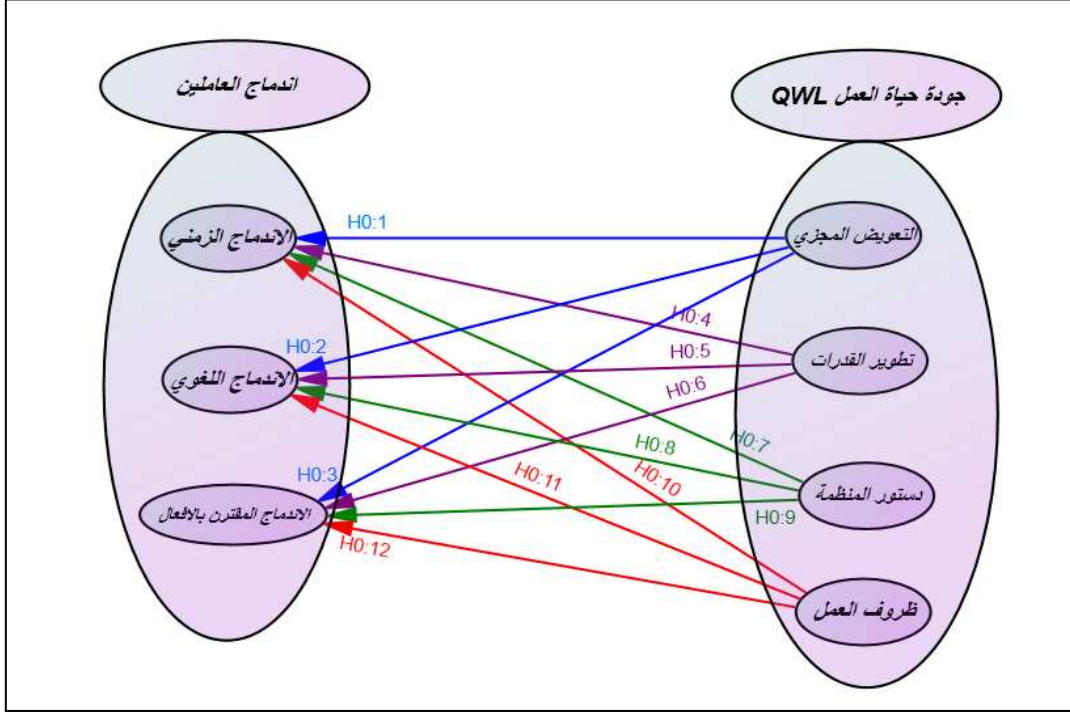 جودة حياة العمل QWL
التعويض المجزي
تطوير القدرات
دستور المنظمة
ظروف العمل
اندماج العاملين
الاندماج الزمني
الاندماج اللغوي
الاندماج المقترن بالافعال
H0:1
H0:2
H0:3
H0:4
H0:5
H0:6
H0:7
H0:8
H0:9
H0:10
H0:11
H0:12